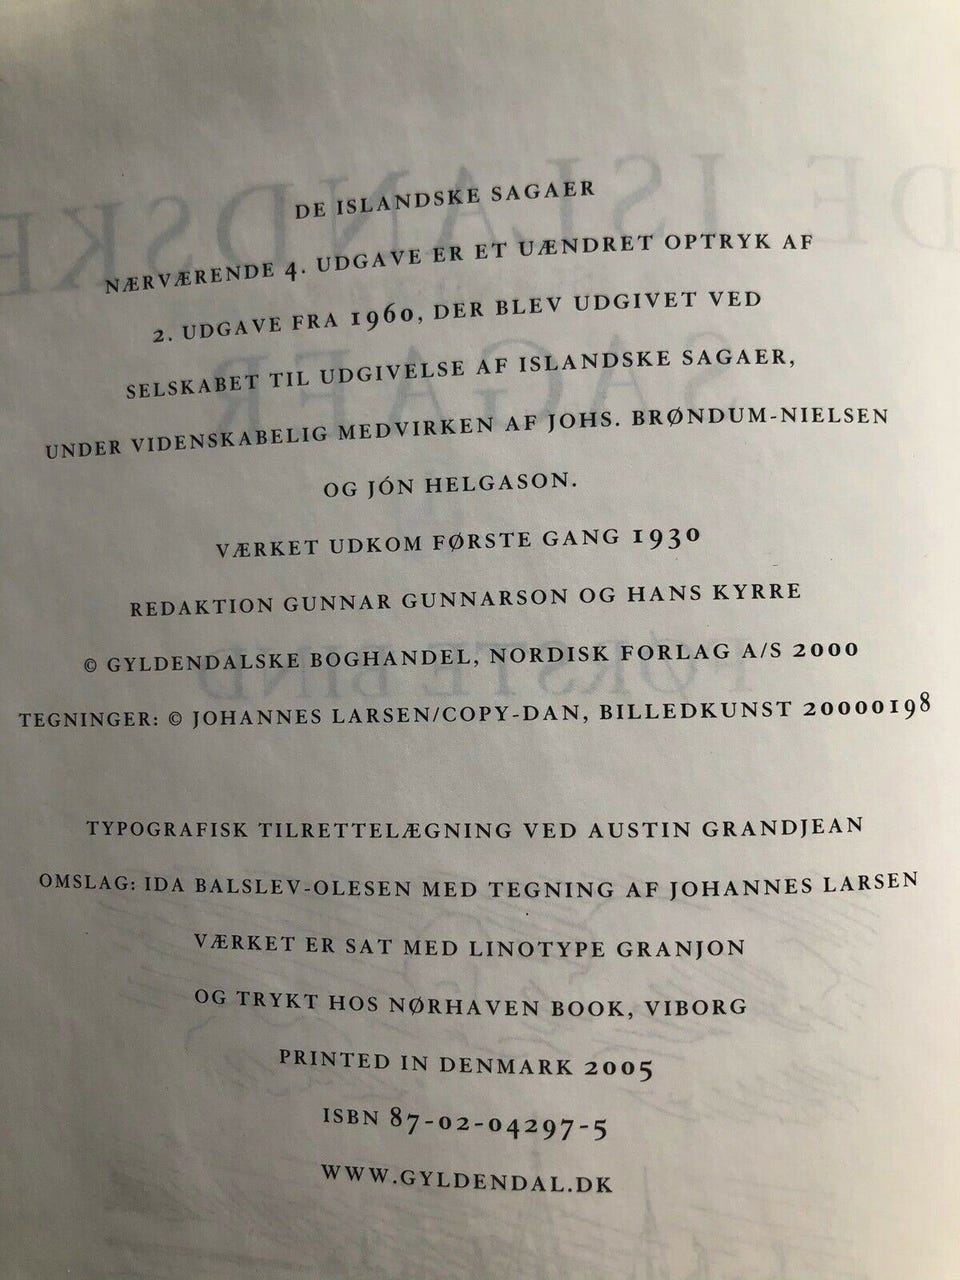 DE ISLANDSKE SAGAER
NÆRVÆRENDE 4. UDGAVE ER ET UÆNDRET OPTRYK AF
2. UDGAVE FRA 1960, DER BLEV UDGIVET VED
SELSKABET TIL UDGIVELSE AF ISLANDSKE SAGAER,
UNDER VIDENSKABELIG MEDVIRKEN AF JOHS. BRØNDUM-NIELSEN
OG JÓN HELGASON.
VÆRKET UDKOM FØRSTE GANG 1930
REDAKTION GUNNAR GUNNARSON OG HANS KYRRE
© GYLDENDALSKE BOGHANDEL, NORDISK FORLAG A/S 2000
TEGNINGER: © JOHANNES LARSEN/COPY-DAN, BILLEDKUNST 20000198
TYPOGRAFISK TILRETTELÆGNING VED AUSTIN GRANDJEAN
OMSLAG: IDA BALSLEV-OLESEN MED TEGNING AF JOHANNES LARSEN
VÆRKET ER SAT MED LINOTYPE GRANJON
OG TRYKT HOS NØRHAVEN BOOK, VIBORG
PRINTED IN DENMARK 2005
ISBN 87-02-04297-5
WWW.GYLDENDAL.DK
DE ISLANDSKE
SAGAER
FØRSTE BIND